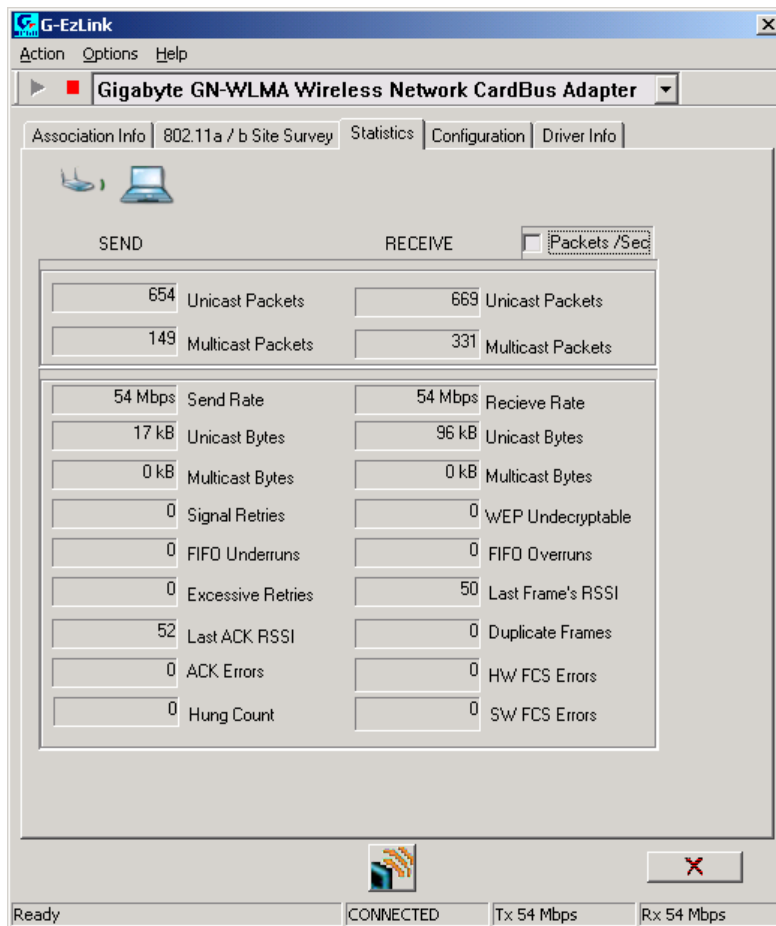 G-EzLink
Action Options Help
Gigabyte GN-WLMA Wireless Network CardBus Adapter
Association Info 802.11a / b Site Survey Statistics Configuration Driver Info
SEND RECEIVE Packets /Sec
654 Unicast Packets 669 Unicast Packets
149 Multicast Packets 331 Multicast Packets
54 Mbps Send Rate 54 Mbps Recieve Rate
17 kB Unicast Bytes 96 kB Unicast Bytes
0 kB Multicast Bytes 0 kB Multicast Bytes
0 Signal Retries 0 WEP Undecryptable
0 FIFO Underruns 0 FIFO Overruns
0 Excessive Retries 50 Last Frame's RSSI
52 Last ACK RSSI 0 Duplicate Frames
0 ACK Errors 0 HW FCS Errors
0 Hung Count 0 SW FCS Errors
Ready CONNECTED Tx 54 Mbps Rx 54 Mbps